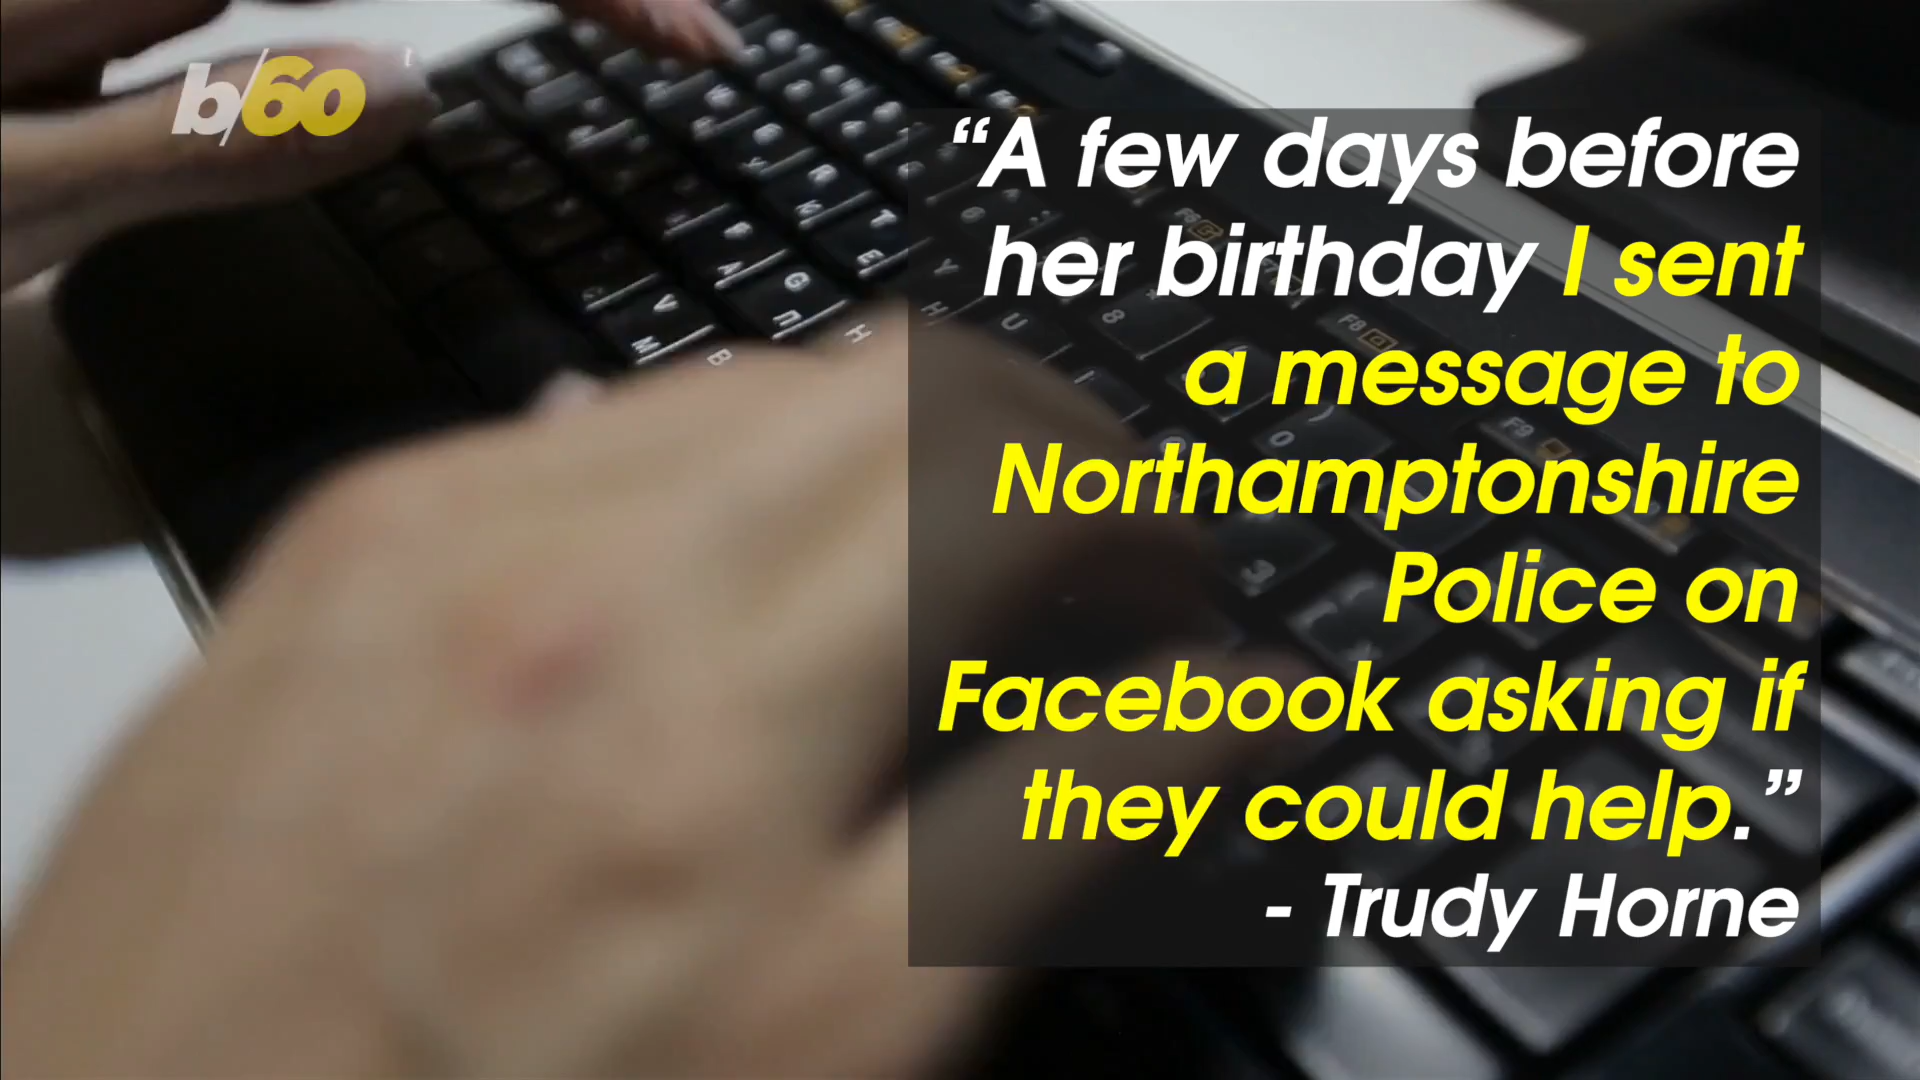 b/60
“A few days before
her birthday I sent
a message to
Northamptonshire
Police on
Facebook asking if
they could help.”
- Trudy Horne